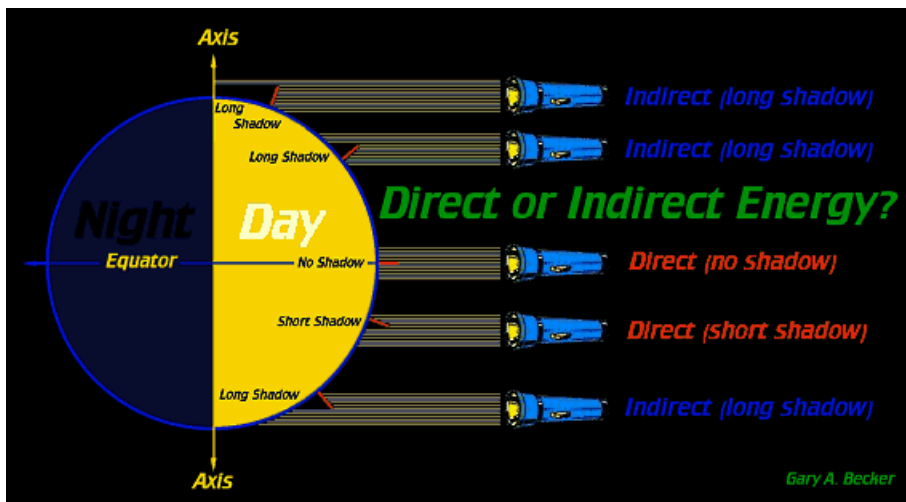 Axis
Long
Shadow
Indirect (long shadow)
Long Shadow
Indirect (long shadow)
Night
Day
Direct or Indirect Energy?
Equator
No Shadow
Direct (no shadow)
Short Shadow
Direct (short shadow)
Long Shadow
Indirect (long shadow)
Axis
Gary A. Becker